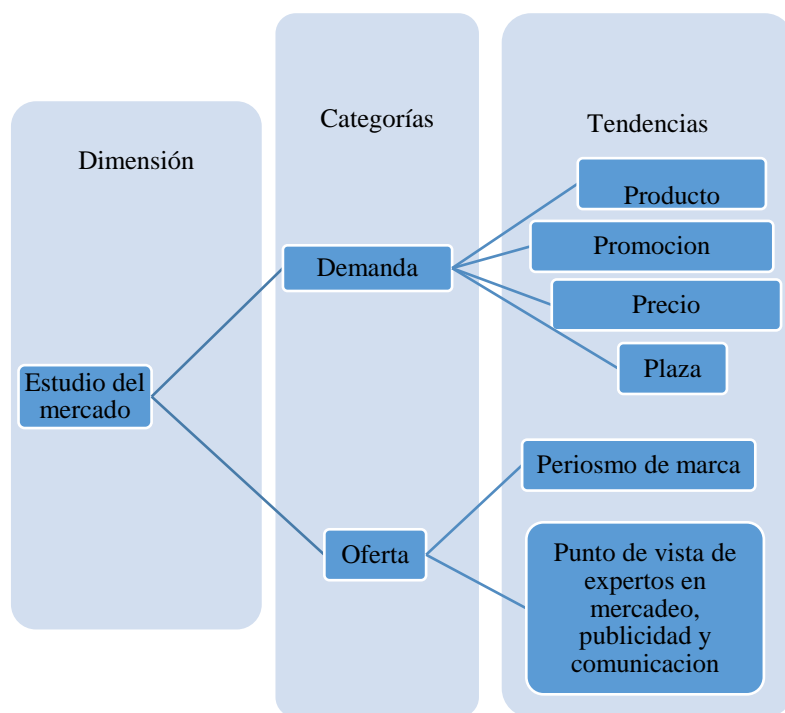 Dimensión
Categorías
Tendencias
Estudio del
mercado
Demanda
Oferta
Producto
Promocion
Precio
Plaza
Periosmo de marca
Punto de vista de
expertos en
mercadeo,
publicidad y
comunicacion